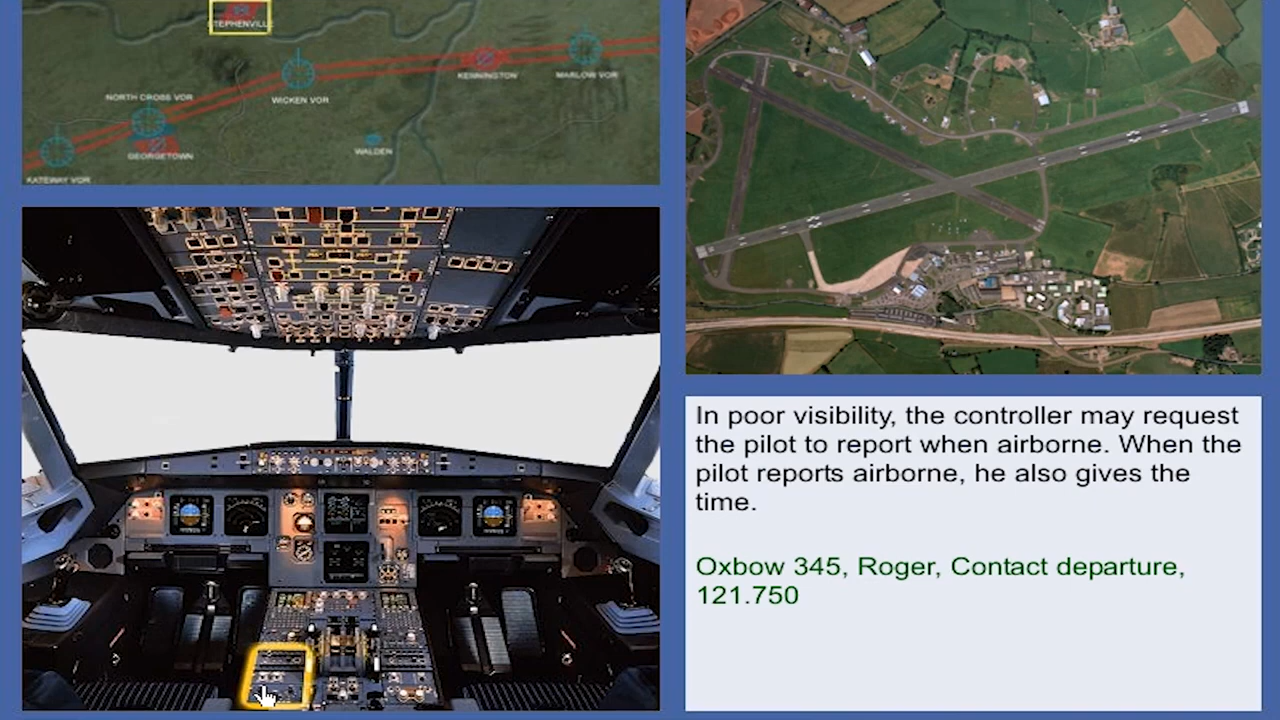 STEPHENVILLE
KENNINGTON
MARLOW VOR
NORTH CROSS VOR
WICKEN VOR
GEORGETOWN
WALDEN
KATEWAY VOR
In poor visibility, the controller may request
the pilot to report when airborne. When the
pilot reports airborne, he also gives the
time.
Oxbow 345, Roger, Contact departure,
121.750